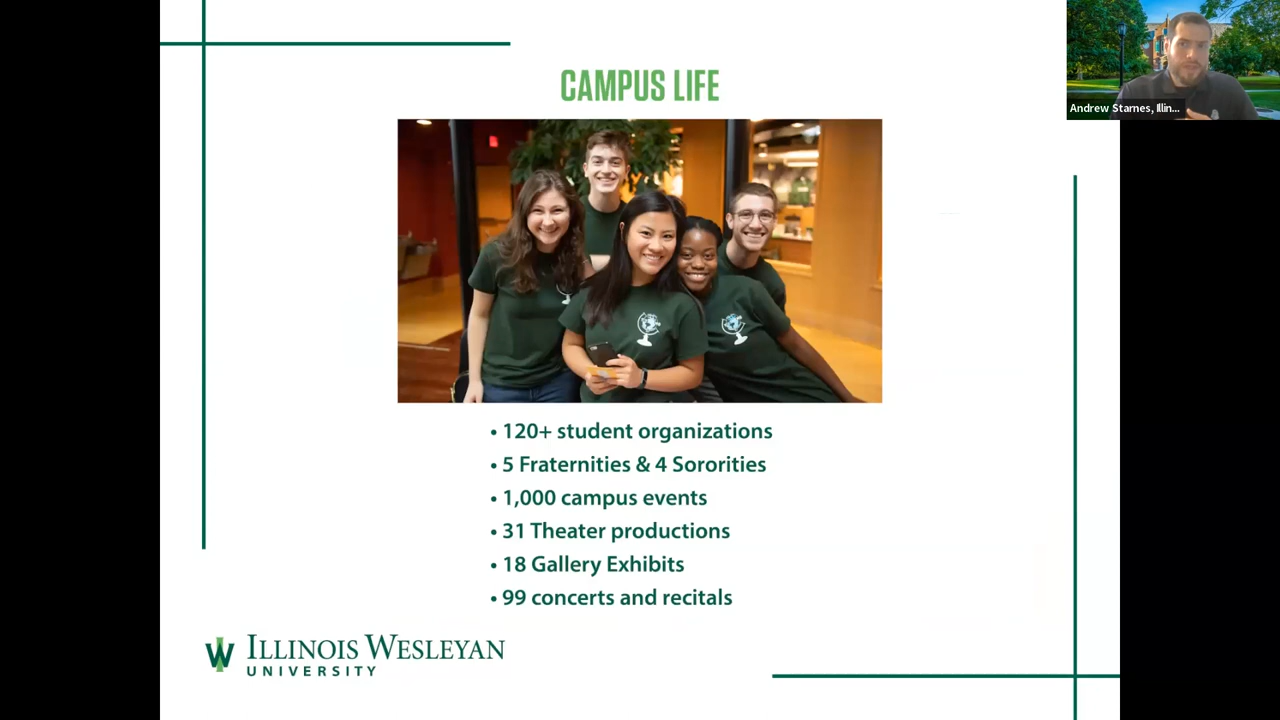 CAMPUS LIFE
Andrew Starnes, Illin...
• 120+ student organizations
• 5 Fraternities & 4 Sororities
• 1,000 campus events
• 31 Theater productions
• 18 Gallery Exhibits
• 99 concerts and recitals
ILLINOIS WESLEYAN
UNIVERSITY